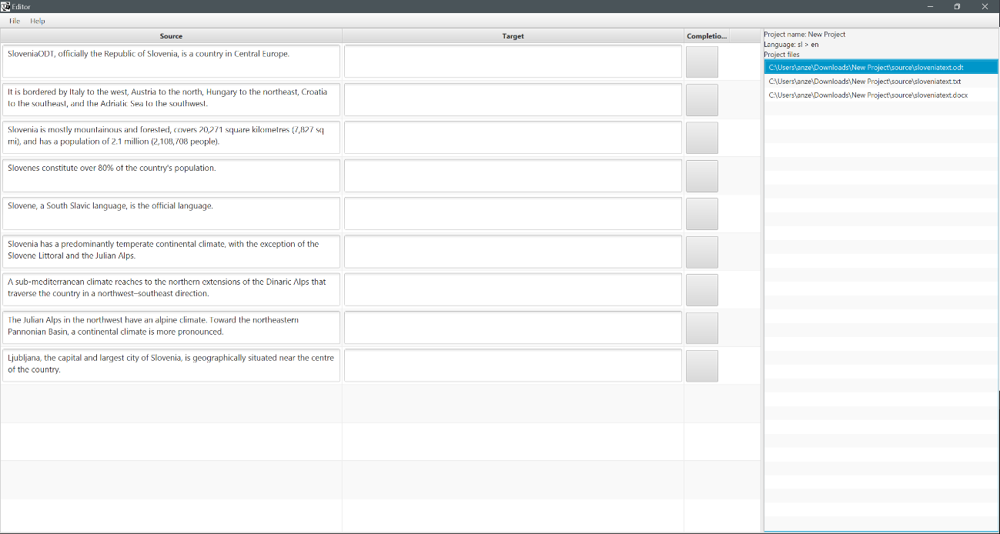 Editor
File Help
Source Target Completio...
SloveniaODT, officially the Republic of Slovenia, is a country in Central Europe.
It is bordered by Italy to the west, Austria to the north, Hungary to the northeast, Croatia
to the southeast, and the Adriatic Sea to the southwest.
Slovenia is mostly mountainous and forested, covers 20,271 square kilometres (7,827 sq
mi), and has a population of 2.1 million (2,108,708 people).
Slovenes constitute over 80% of the country's population.
Slovene, a South Slavic language, is the official language.
Slovenia has a predominantly temperate continental climate, with the exception of the
Slovene Littoral and the Julian Alps.
A sub-mediterranean climate reaches to the northern extensions of the Dinaric Alps that
traverse the country in a northwest–southeast direction.
The Julian Alps in the northwest have an alpine climate. Toward the northeastern
Pannonian Basin, a continental climate is more pronounced.
Ljubljana, the capital and largest city of Slovenia, is geographically situated near the centre
of the country.
Project name: New Project
Language: sl > en
Project files
C:\Users\anze\Downloads\New Project\source\sloveniatext.odt
C:\Users\anze\Downloads\New Project\source\sloveniatext.txt
C:\Users\anze\Downloads\New Project\source\sloveniatext.docx